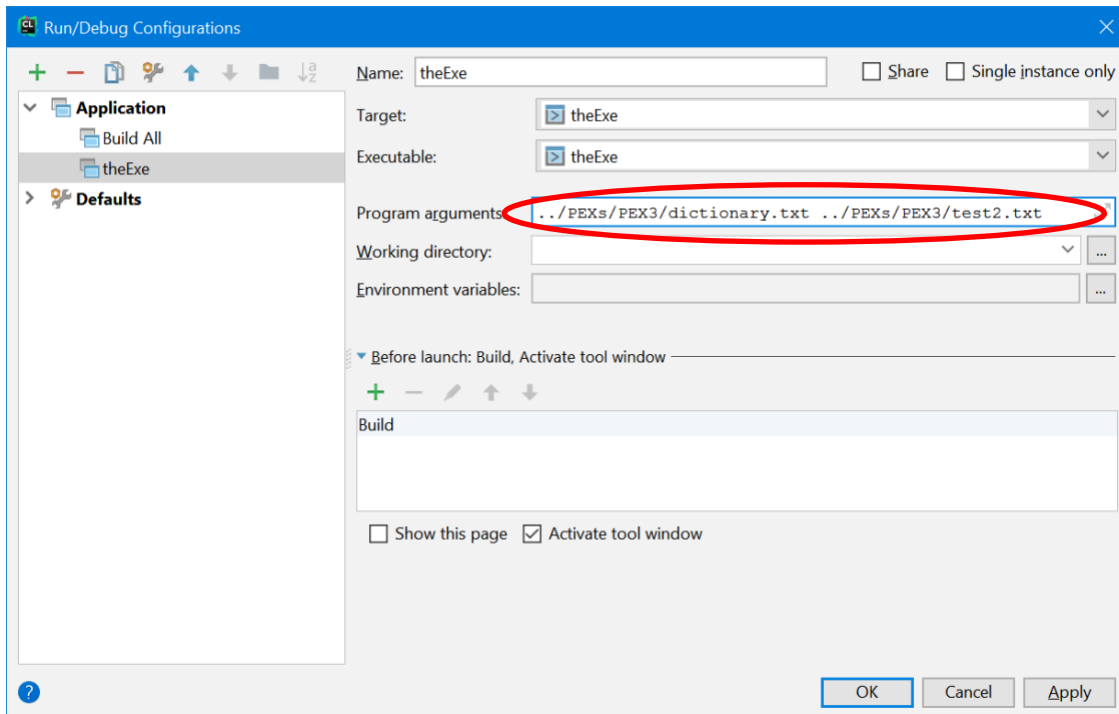 CL Run/Debug Configurations
Name: theExe Share Single instance only
Application
Build All
theExe
Defaults
Target: theExe
Executable: theExe
Program arguments ../PEXs/PEX3/dictionary.txt ../PEXs/PEX3/test2.txt
Working directory: ...
Environment variables: ...
Before launch: Build, Activate tool window
Build
Show this page Activate tool window
? OK Cancel Apply